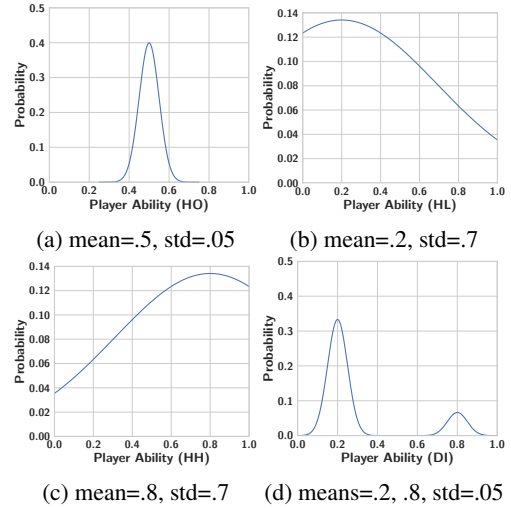 0.5
0.4
0.3
0.2
0.1
0.0
0.0 0.2 0.4 0.6 0.8 1.0
Probability
Player Ability (HO)
(a) mean=.5, std=.05
0.14
0.12
0.10
0.08
0.06
0.04
0.02
0.00
0.0 0.2 0.4 0.6 0.8 1.0
Probability
Player Ability (HL)
(b) mean=.2, std=.7
0.14
0.12
0.10
0.08
0.06
0.04
0.02
0.00
0.0 0.2 0.4 0.6 0.8 1.0
Probability
Player Ability (HH)
(c) mean=.8, std=.7
0.5
0.4
0.3
0.2
0.1
0.0
0.0 0.2 0.4 0.6 0.8 1.0
Probability
Player Ability (DI)
(d) means=.2, .8, std=.05